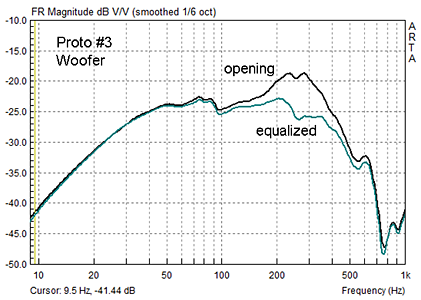 FR Magnitude dB V/V (smoothed 1/6 oct)
-10.0
-15.0
-20.0
-25.0
-30.0
-35.0
-40.0
-45.0
-50.0
Proto #3
Woofer
opening
equalized
A
R
T
A
10 20 50 100 200 500 1k
Cursor: 9.5 Hz, -41.44 dB Frequency (Hz)